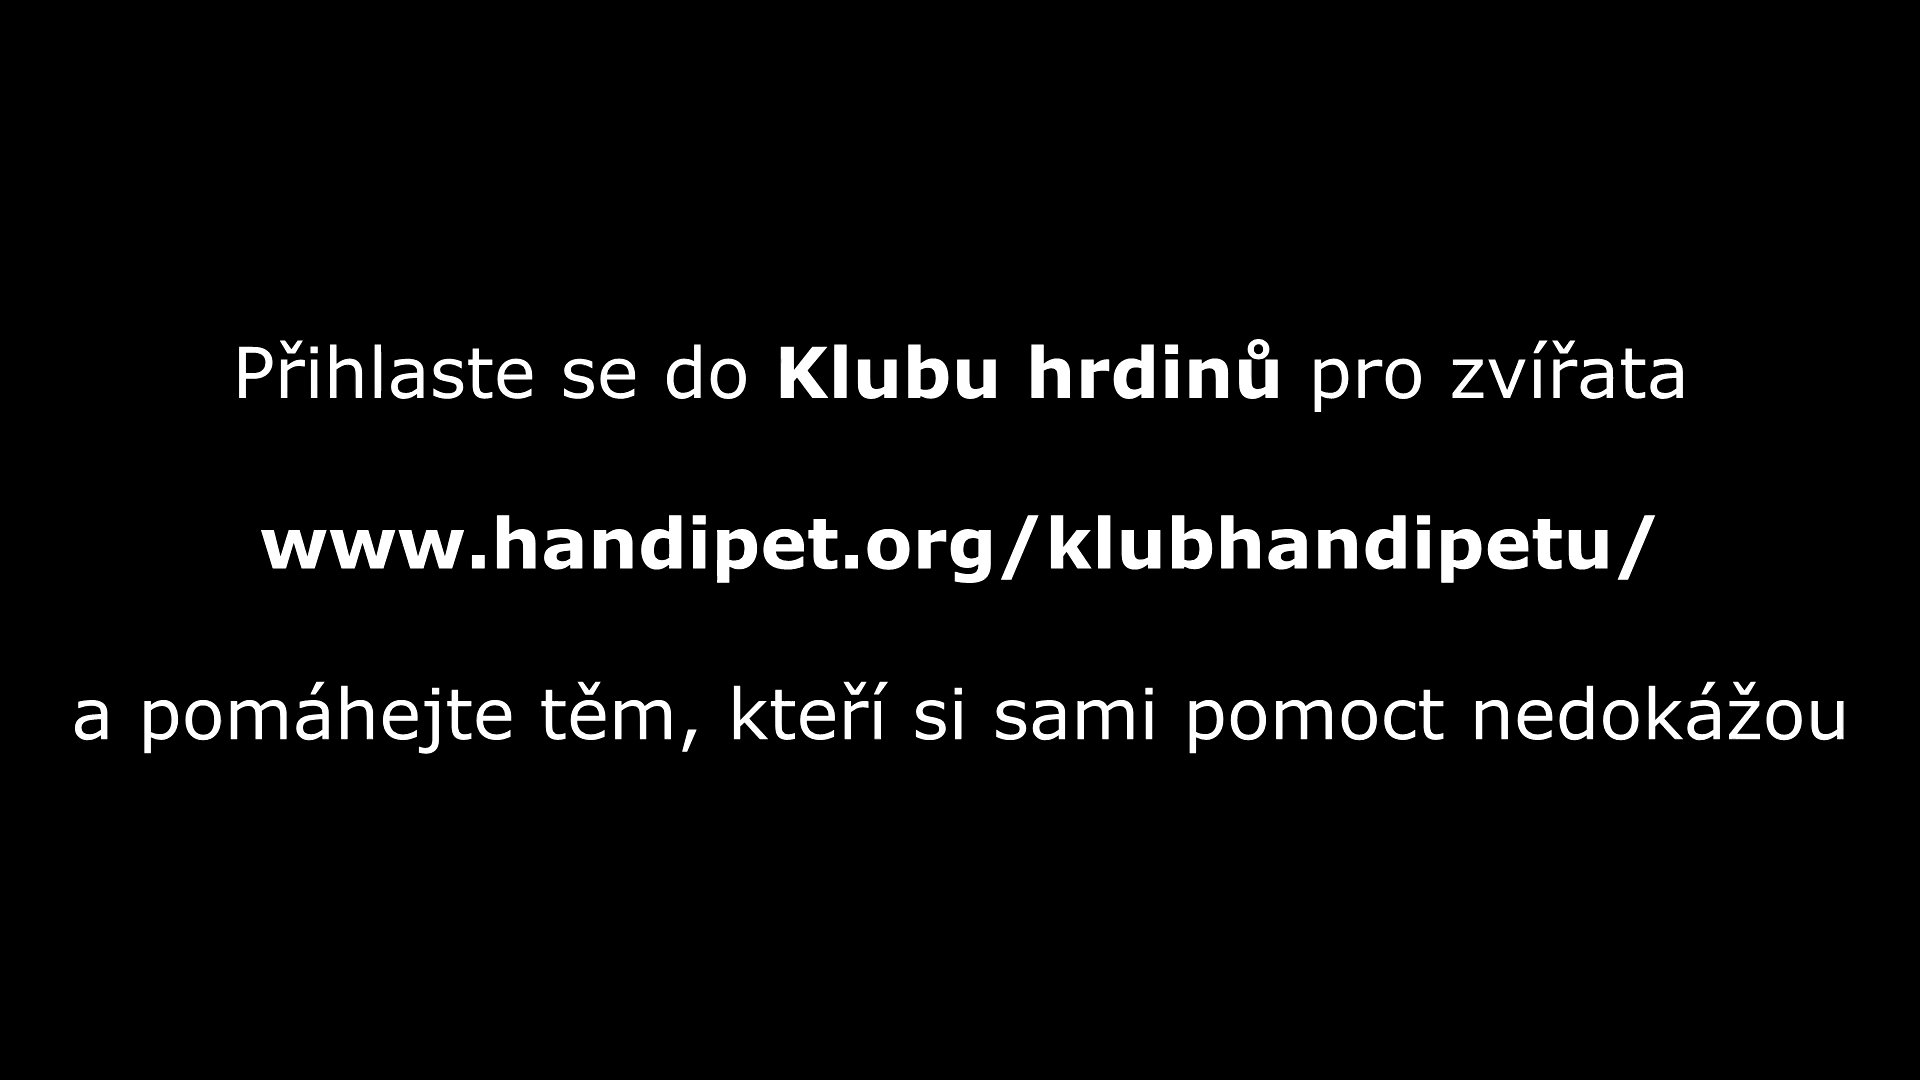 Přihlaste se do Klubu hrdinů pro zvířata
www.handipet.org/klubhandipetu/
a pomáhejte těm, kteří si sami pomoct nedokážou